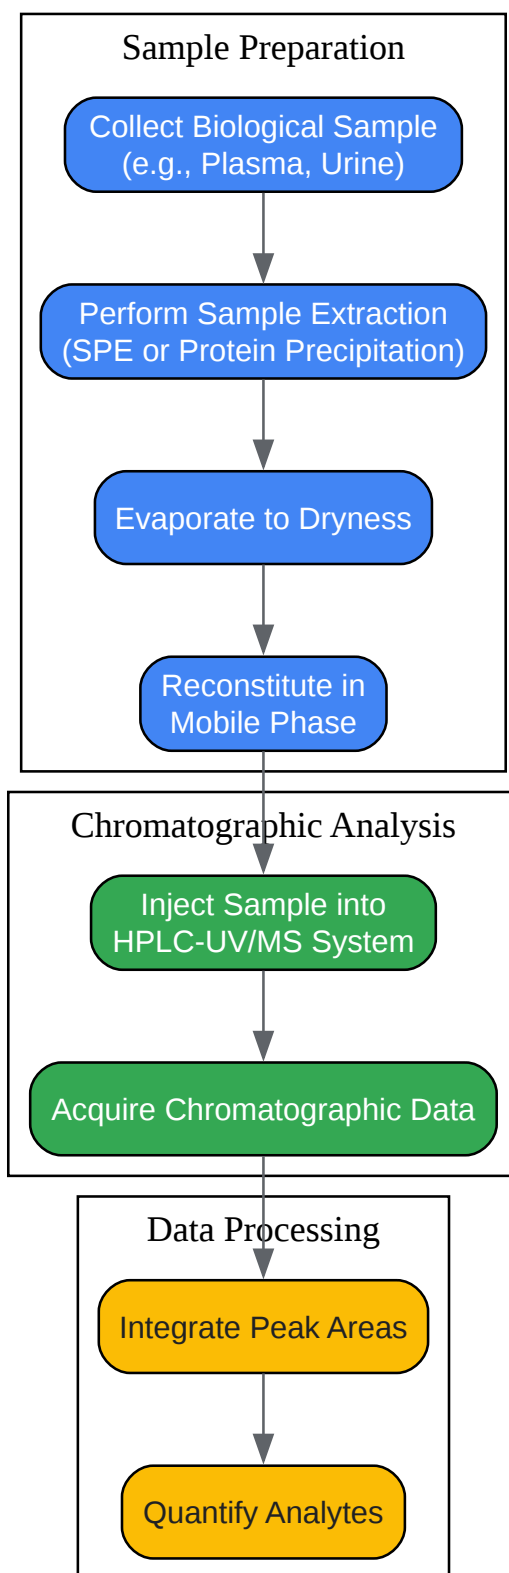 Sample Preparation
Collect Biological Sample
(e.g., Plasma, Urine)
Perform Sample Extraction
(SPE or Protein Precipitation)
Evaporate to Dryness
Reconstitute in
Mobile Phase
Chromatographic Analysis
Inject Sample into
HPLC-UV/MS System
Acquire Chromatographic Data
Data Processing
Integrate Peak Areas
Quantify Analytes